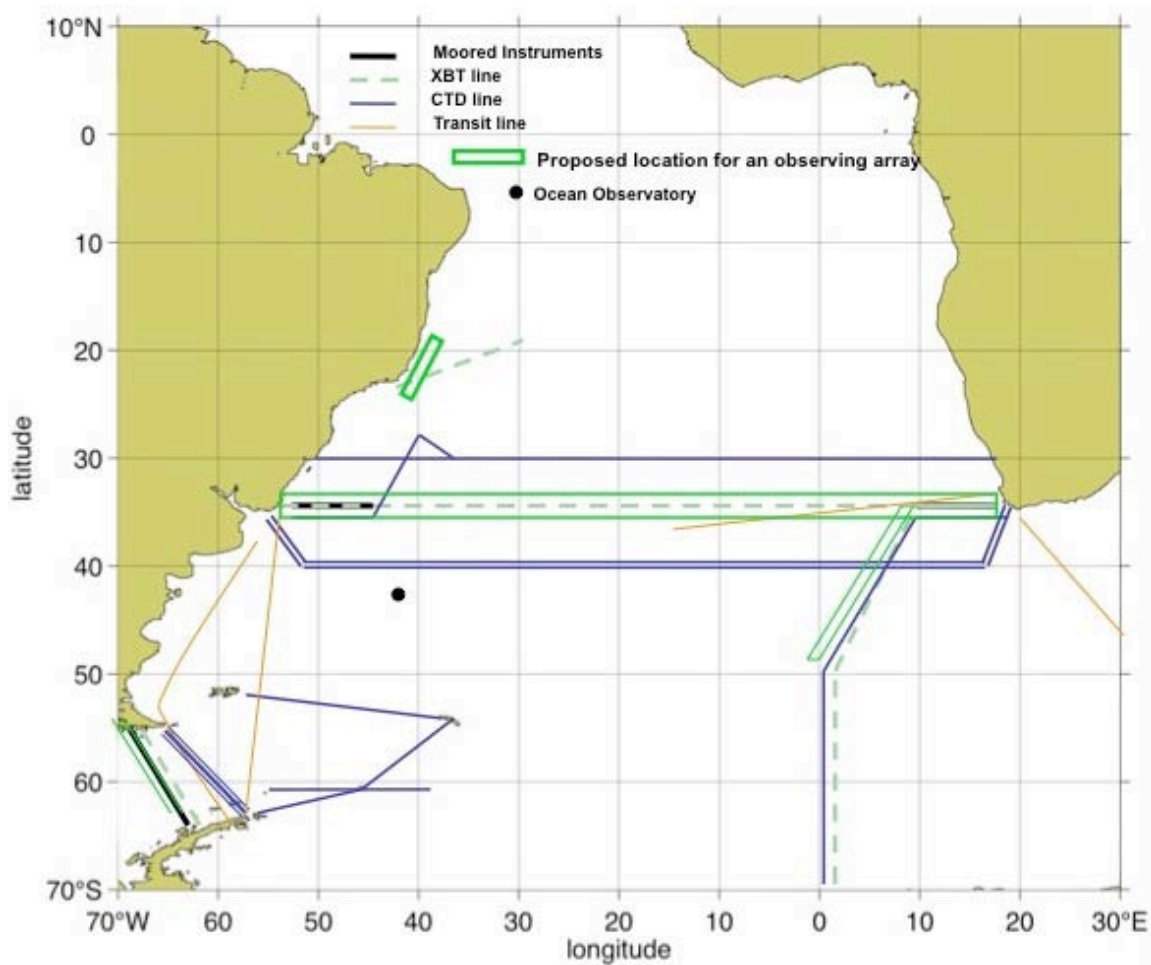 10°N
Moored Instruments
XBT line
CTD line
Transit line
0
Proposed location for an observing array
Ocean Observatory
10
20
30
latitude
40
50
60
70°S
70°W 60 50 40 30 20 10 0 10 20 30°E
longitude